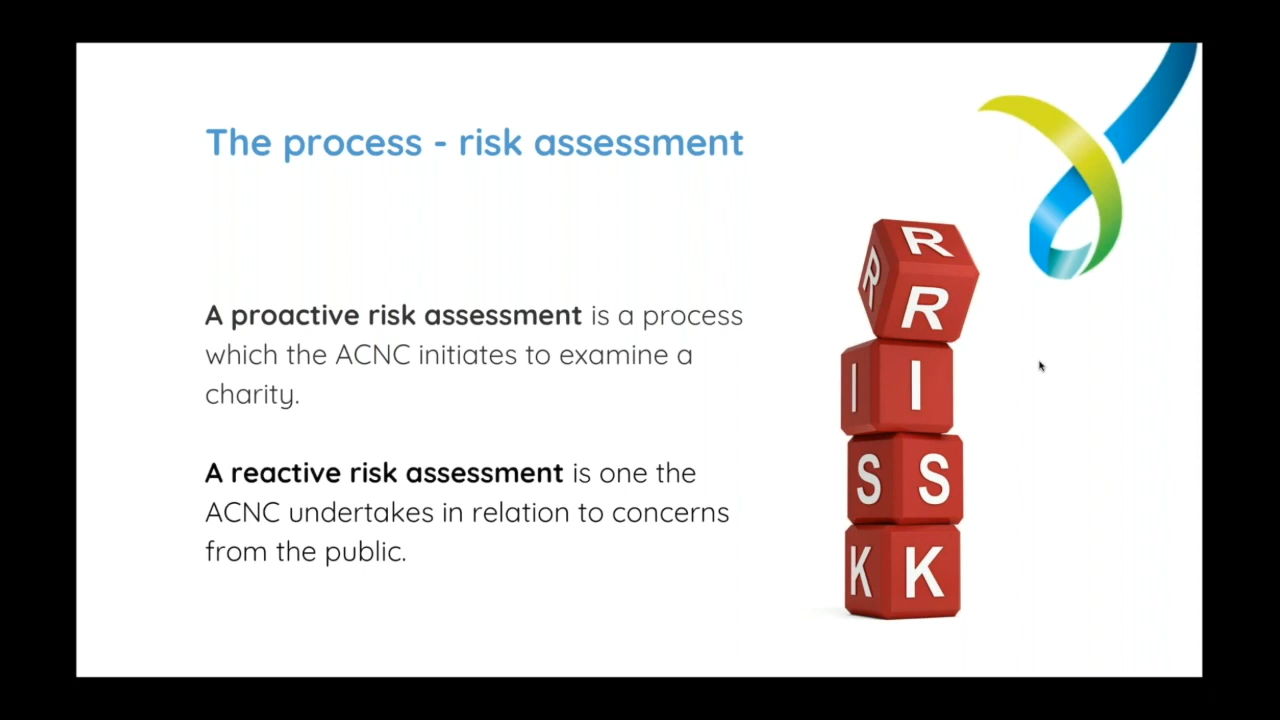 The process - risk assessment
A proactive risk assessment is a process
which the ACNC initiates to examine a
charity.
A reactive risk assessment is one the
ACNC undertakes in relation to concerns
from the public.
R
R R
I I
S S
K K